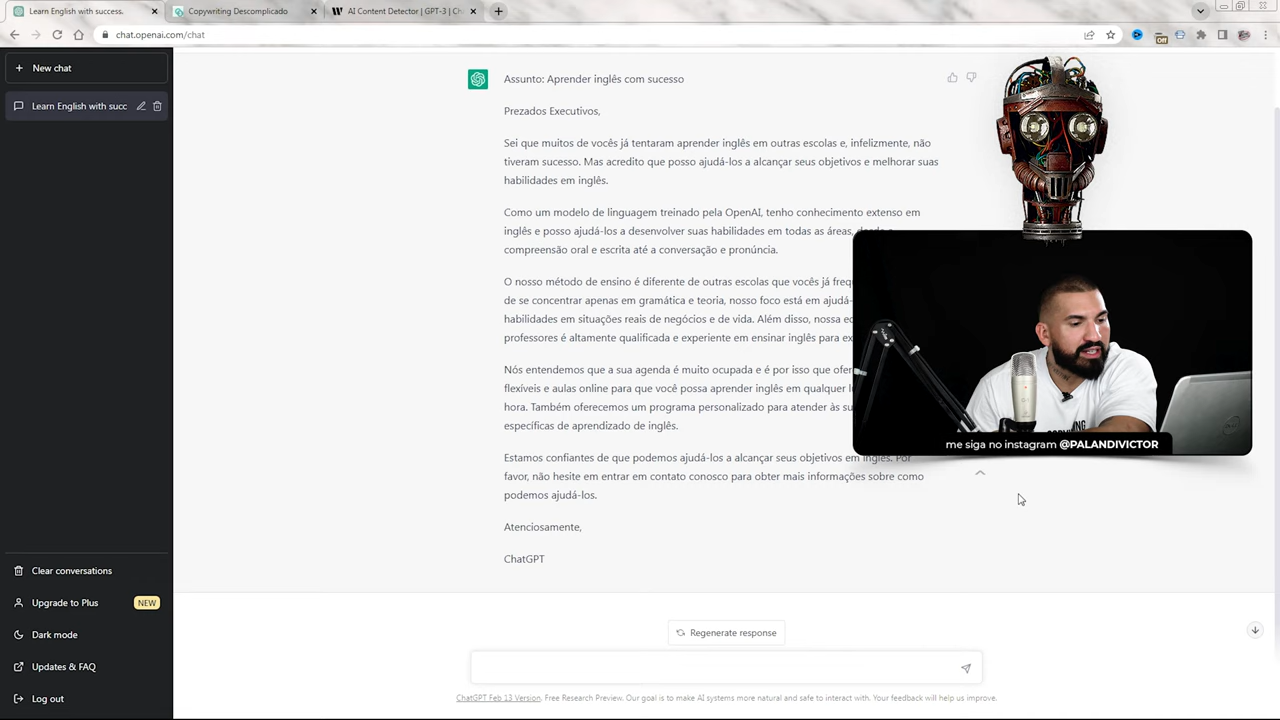 Learn English with success.
Copywriting Descomplicado
AI Content Detector | GPT-3 | Ch
chat.openai.com/chat
Off
New chat
Learn English with succ
Assunto: Aprender inglês com sucesso
Prezados Executivos,
Sei que muitos de vocês já tentaram aprender inglês em outras escolas e, infelizmente, não
tiveram sucesso. Mas acredito que posso ajudá-los a alcançar seus objetivos e melhorar suas
habilidades em inglês.
Como um modelo de linguagem treinado pela OpenAI, tenho conhecimento extenso em
inglês e posso ajudá-los a desenvolver suas habilidades em todas as áreas,
compreensão oral e escrita até a conversação e pronúncia.
O nosso método de ensino é diferente de outras escolas que vocês já
de se concentrar apenas em gramática e teoria, nosso foco está em
habilidades em situações reais de negócios e de vida. Além disso, nossa
professores é altamente qualificada e experiente em ensinar inglês para
Nós entendemos que a sua agenda é muito ocupada e é por isso que
flexíveis e aulas online para que você possa aprender inglês em qualquer
hora. Também oferecemos um programa personalizado para atender às
específicas de aprendizado de inglês.
Estamos confiantes de que podemos ajudá-los a alcançar seus objetivos em inglês. Por
favor, não hesite em entrar em contato conosco para obter mais informações sobre como
podemos ajudá-los.
Atenciosamente,
ChatGPT
me siga no instagram @PALANDIVICTOR
Clear conversations
Upgrade to Plus NEW
Dark mode
Updates & FAQ
Log out
Regenerate response
ChatGPT Feb 13 Version. Free Research Preview. Our goal is to make AI systems more natural and safe to interact with. Your feedback will help us improve.